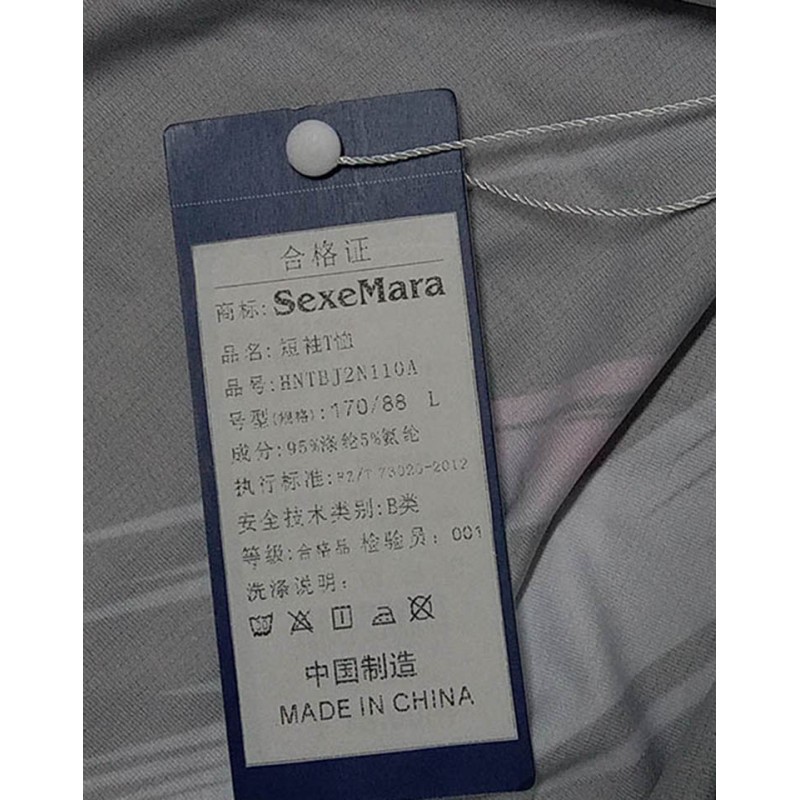 合格证
商标: SexeMara
品名: 短袖T恤
品号: HNTBJ2N110A
号型(规格): 170/88 L
成分: 95%涤纶5%氨纶
执行标准: FZ/T 73020-2012
安全技术类别: B类
等级: 合格品 检验员: 001
洗涤说明:
30
中国制造
MADE IN CHINA